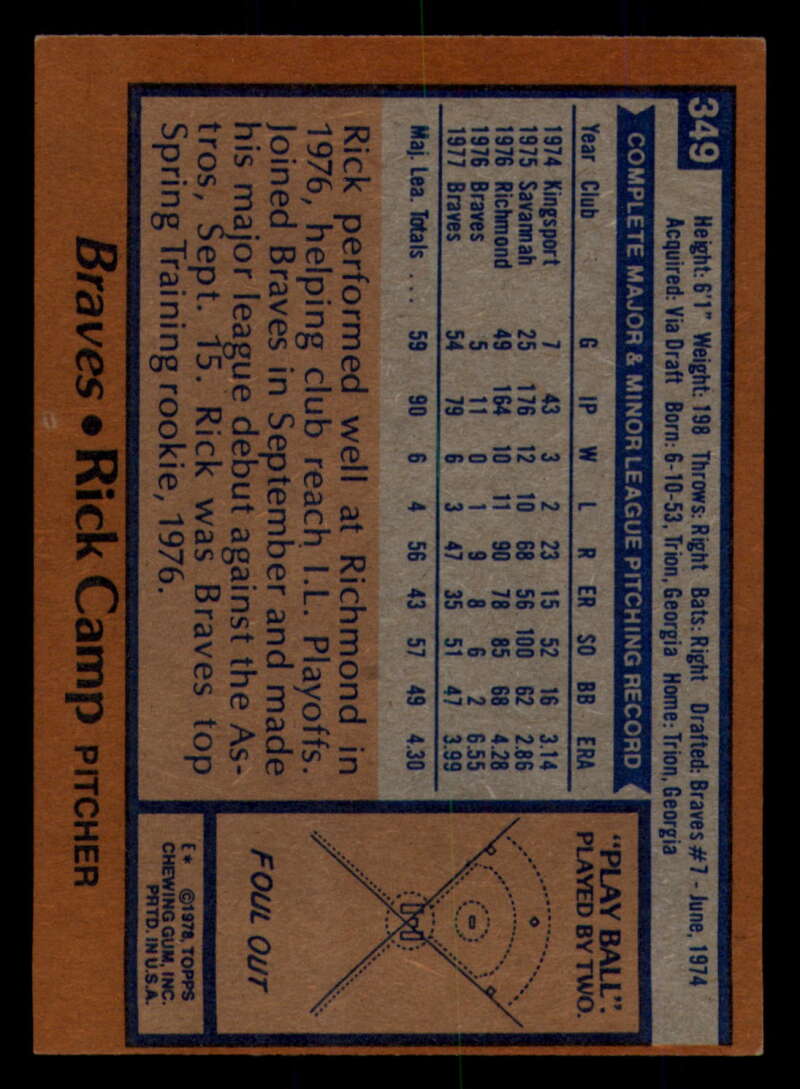 349
Height: 6'1" Weight: 198 Throws: Right Bats: Right Drafted: Braves #7 - June, 1974
Acquired: Via Draft Born: 6-10-53, Trion, Georgia Home: Trion, Georgia
COMPLETE MAJOR & MINOR LEAGUE PITCHING RECORD
Year Club G IP W L R ER SO BB ERA
1974 Kingsport 7 43 3 2 23 15 52 16 3.14
1975 Savannah 25 176 12 10 68 56 100 62 2.86
1976 Richmond 49 164 10 11 90 78 85 68 4.28
1976 Braves 5 11 0 1 9 8 6 2 6.55
1977 Braves 54 79 6 3 47 35 51 47 3.99
Maj. Lea. Totals ... 59 90 6 4 56 43 57 49 4.30
Rick performed well at Richmond in
1976, helping club reach I.L. Playoffs.
Joined Braves in September and made
his major league debut against the As-
tros, Sept. 15. Rick was Braves top
Spring Training rookie, 1976.
"PLAY BALL":
PLAYED BY TWO.
FOUL OUT
E* ©1978, TOPPS
CHEWING GUM, INC.
PRTD. IN U.S.A.
Braves • Rick Camp PITCHER